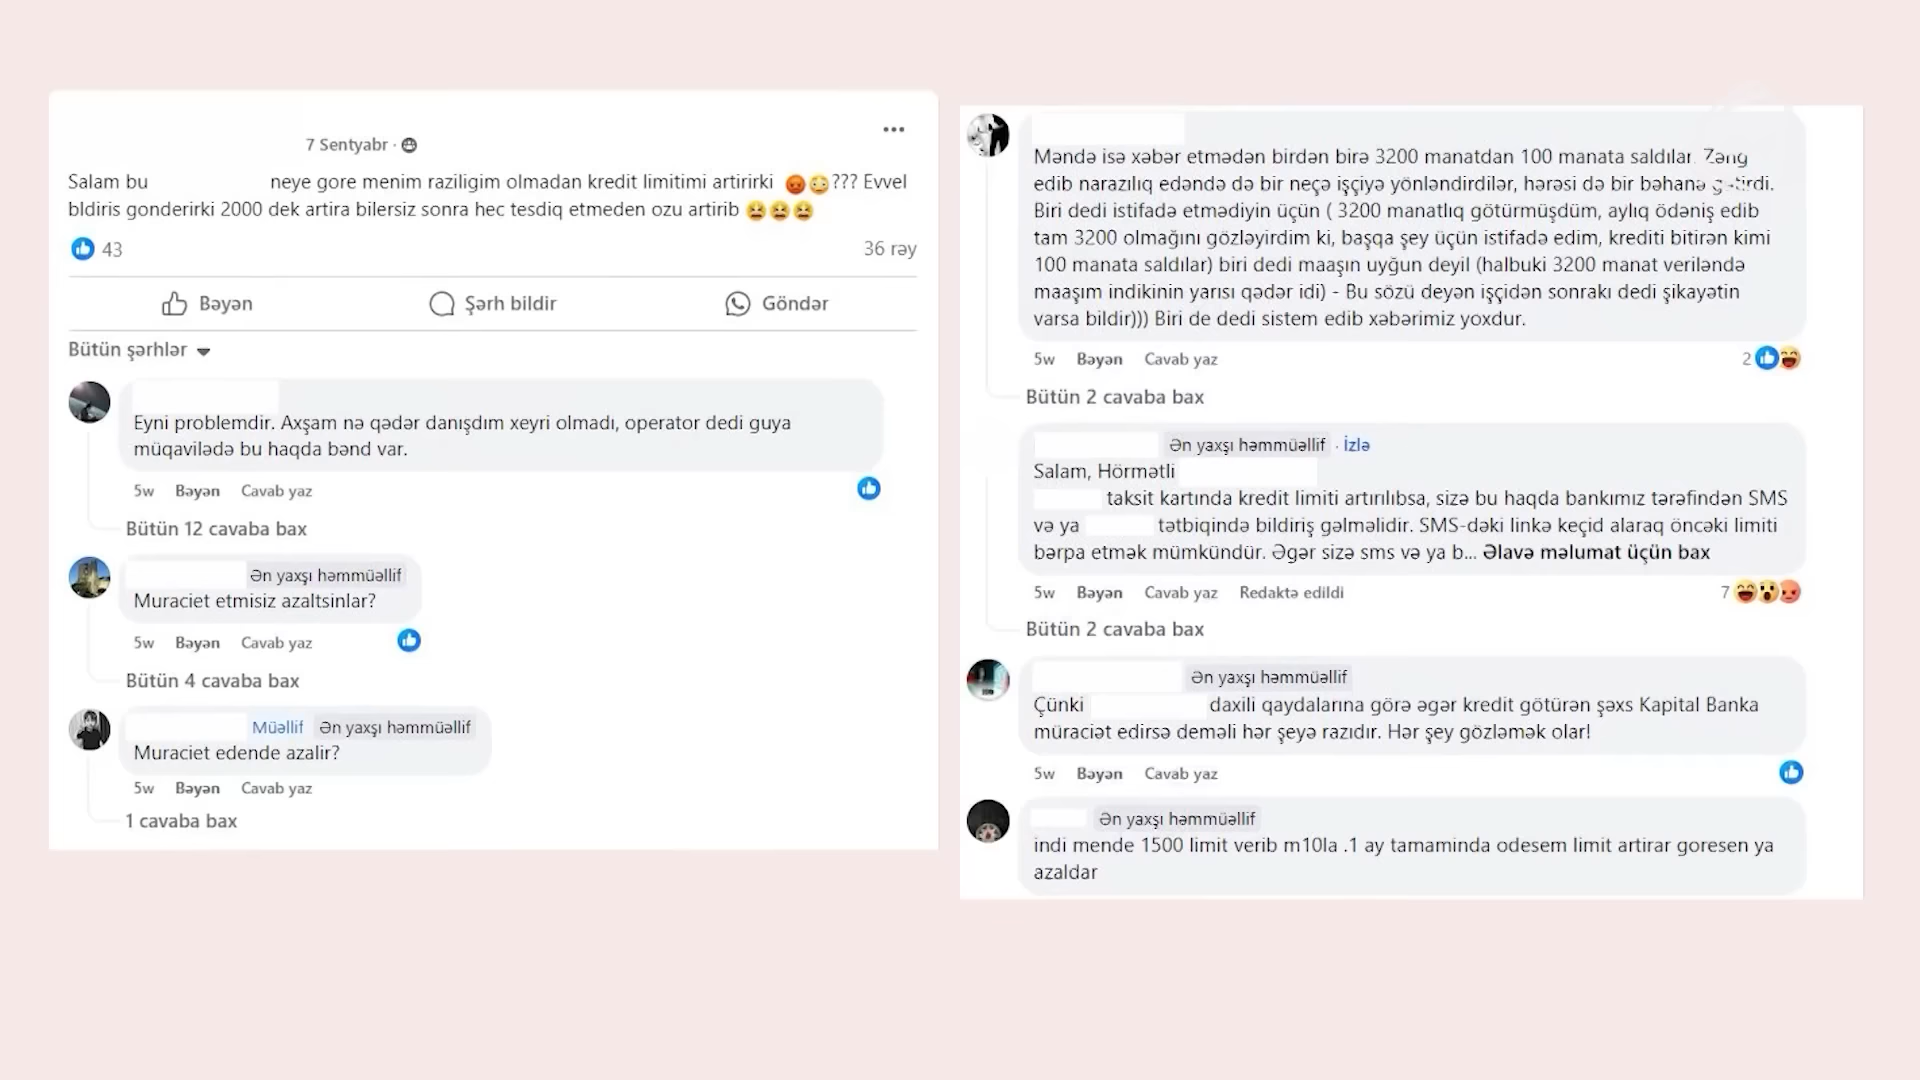 7 Sentyabr ·
Salam bu neye gore menim raziligim olmadan kredit limitimi artirirki 😡😳??? Evvel
bldiris gonderirki 2000 dek artira bilersiz sonra hec tesdiq etmeden ozu artirib 😆😆😆
43 36 rəy
Bəyən Şərh bildir Göndər
Bütün şərhlər
Eyni problemdir. Axşam nə qədər danışdım xeyri olmadı, operator dedi guya
müqavilədə bu haqda bənd var.
5w Bəyən Cavab yaz
Bütün 12 cavaba bax
Ən yaxşı həmmüəllif
Muraciet etmisiz azaltsinlar?
5w Bəyən Cavab yaz
Bütün 4 cavaba bax
Müəllif Ən yaxşı həmmüəllif
Muraciet edende azalir?
5w Bəyən Cavab yaz
1 cavaba bax
Məndə isə xəbər etmədən birdən birə 3200 manatdan 100 manata saldılar. Zəng
edib narazılıq edəndə də bir neçə işçiyə yönləndirdilər, hərəsi də bir bəhanə gətirdi.
Biri dedi istifadə etmədiyin üçün ( 3200 manatlıq götürmüşdüm, aylıq ödəniş edib
tam 3200 olmağını gözləyirdim ki, başqa şey üçün istifadə edim, krediti bitirən kimi
100 manata saldılar) biri dedi maaşın uyğun deyil (halbuki 3200 manat veriləndə
maaşım indikinin yarısı qədər idi) - Bu sözü deyən işçidən sonrakı dedi şikayətin
varsa bildir))) Biri de dedi sistem edib xəbərimiz yoxdur.
5w Bəyən Cavab yaz 2
Bütün 2 cavaba bax
Ən yaxşı həmmüəllif · İzlə
Salam, Hörmətli
taksit kartında kredit limiti artırılıbsa, sizə bu haqda bankımız tərəfindən SMS
və ya tətbiqində bildiriş gəlməlidir. SMS-dəki linkə keçid alaraq öncəki limiti
bərpa etmək mümkündür. Əgər sizə sms və ya b... Əlavə məlumat üçün bax
5w Bəyən Cavab yaz Redaktə edildi 7
Bütün 2 cavaba bax
Ən yaxşı həmmüəllif
Çünki daxili qaydalarına görə əgər kredit götürən şəxs Kapital Banka
müraciət edirsə deməli hər şeyə razıdır. Hər şey gözləmək olar!
5w Bəyən Cavab yaz
Ən yaxşı həmmüəllif
indi mende 1500 limit verib m10la .1 ay tamaminda odesem limit artirar goresen ya
azaldar